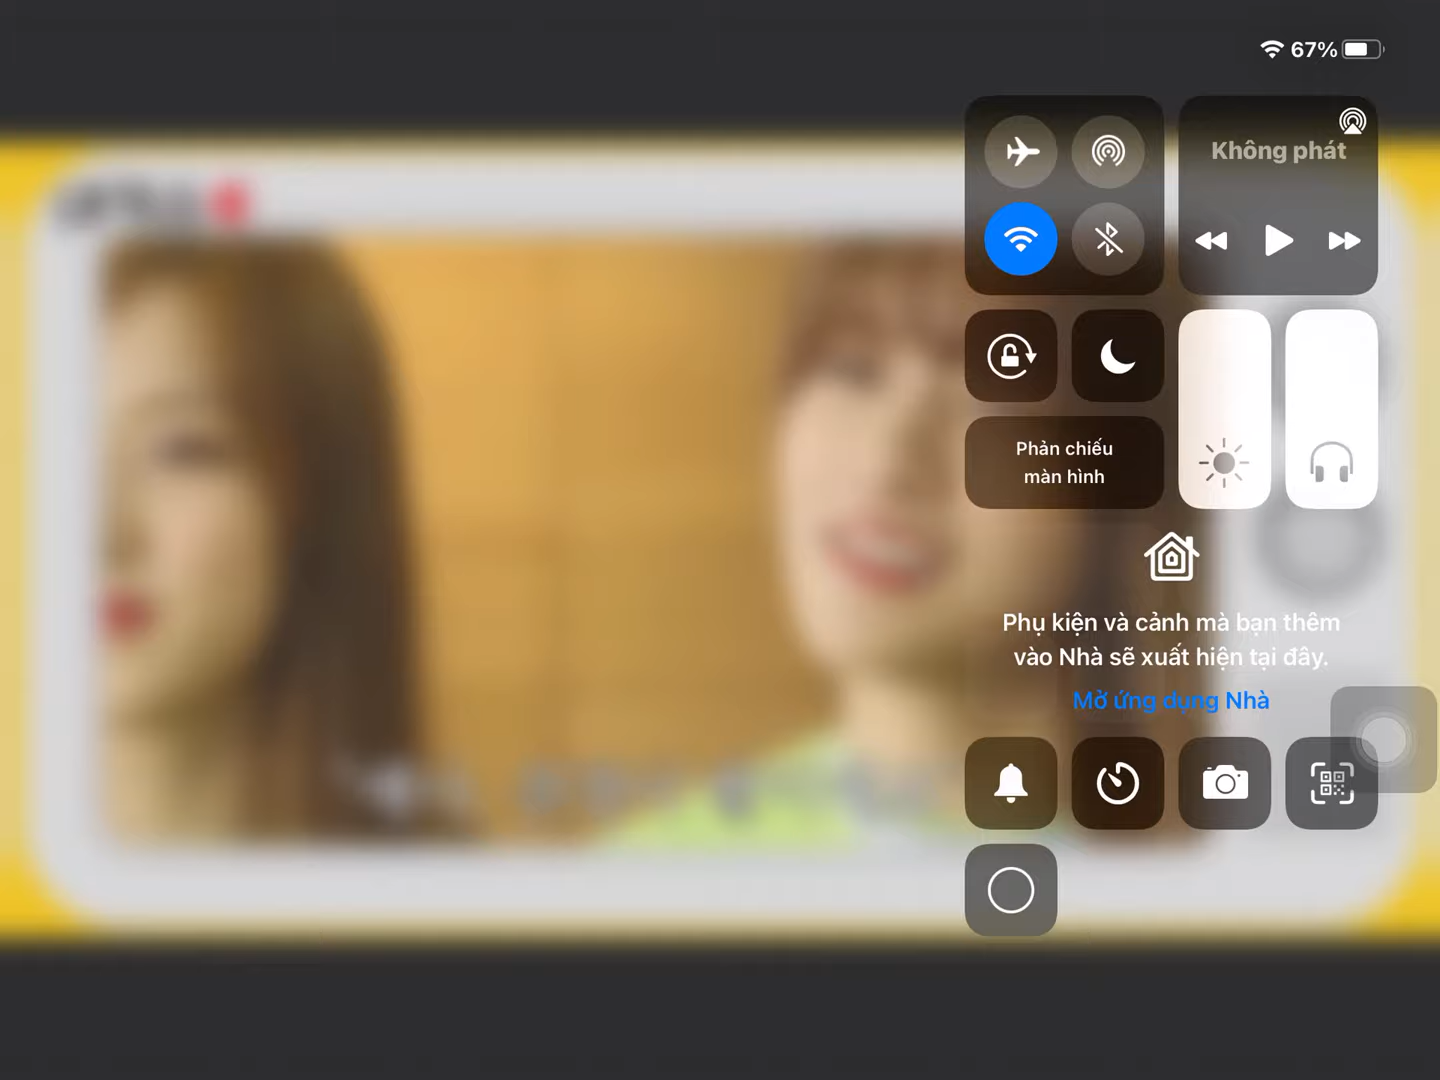 67%
Không phát
Phản chiếu
màn hình
Phụ kiện và cảnh mà bạn thêm
vào Nhà sẽ xuất hiện tại đây.
Mở ứng dụng Nhà